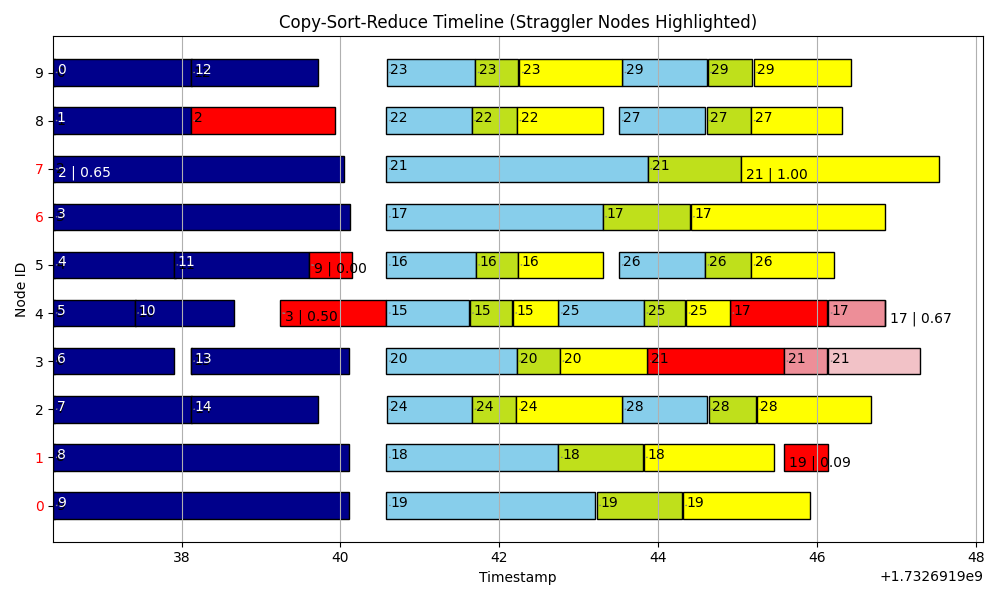 Copy-Sort-Reduce Timeline (Straggler Nodes Highlighted)
Node ID
9 0 12 23 23 23 29 29 29
8 1 2 22 22 22 27 27 27
7 2 | 0.65 21 21 21 | 1.00
6 3 17 17 17
5 4 11 9 | 0.00 16 16 16 26 26 26
4 5 10 3 | 0.50 15 15 15 25 25 25 17 17 17 | 0.67
3 6 13 20 20 20 21 21 21
2 7 14 24 24 24 28 28 28
1 8 18 18 18 19 | 0.09
0 9 19 19 19
38 40 42 44 46 48
Timestamp
+1.7326919e9